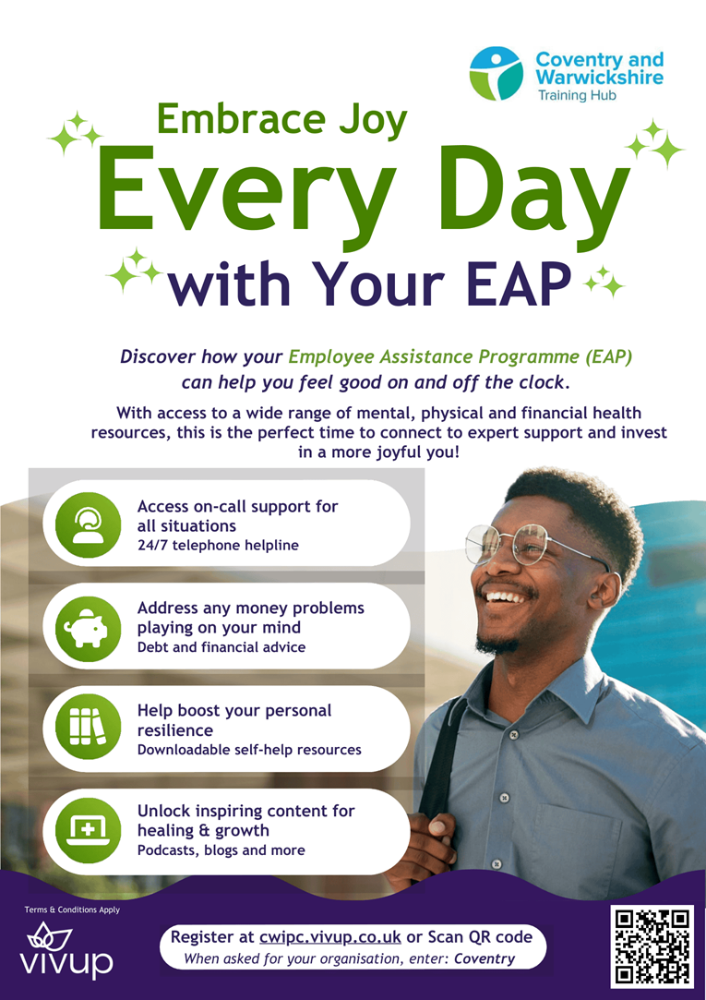 Coventry and
Warwickshire
Training Hub
Embrace Joy
Every Day
with Your EAP
Discover how your Employee Assistance Programme (EAP)
can help you feel good on and off the clock.
With access to a wide range of mental, physical and financial health
resources, this is the perfect time to connect to expert support and invest
in a more joyful you!
Access on-call support for
all situations
24/7 telephone helpline
Address any money problems
playing on your mind
Debt and financial advice
Help boost your personal
resilience
Downloadable self-help resources
Unlock inspiring content for
healing & growth
Podcasts, blogs and more
Terms & Conditions Apply
vivup
Register at cwipc.vivup.co.uk or Scan QR code
When asked for your organisation, enter: Coventry